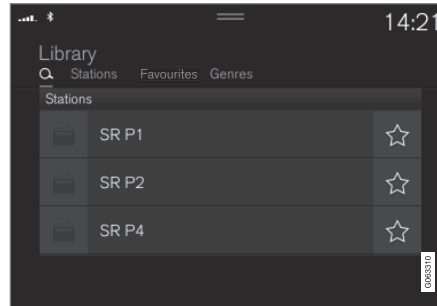 14:21
Library
Stations Favourites Genres
Stations
SR P1
SR P2
SR P4
G063310